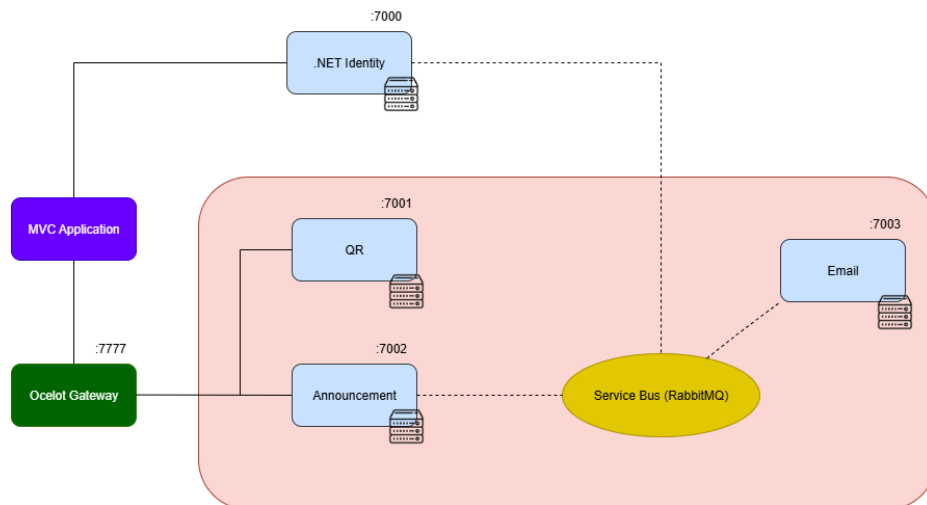 :7000
.NET Identity
:7001
MVC Application
QR
:7003
Email
:7777
:7002
Ocelot Gateway
Announcement
Service Bus (RabbitMQ)